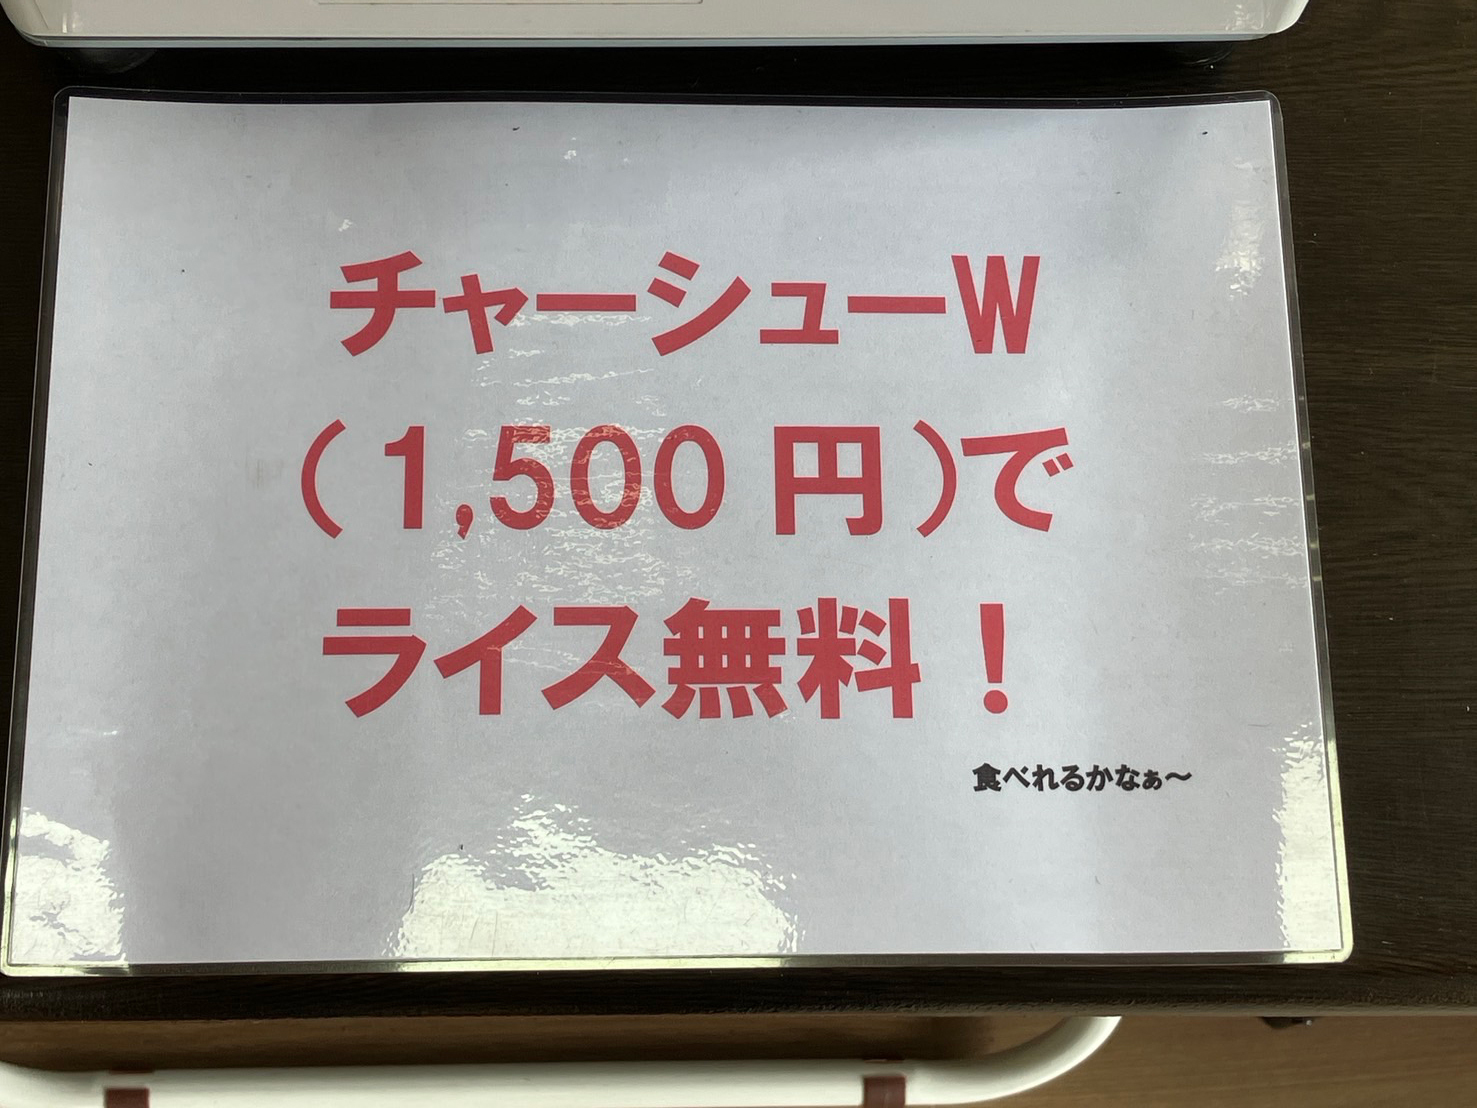 チャーシューW
(1,500 円)で
ライス無料！
食べれるかなぁ～